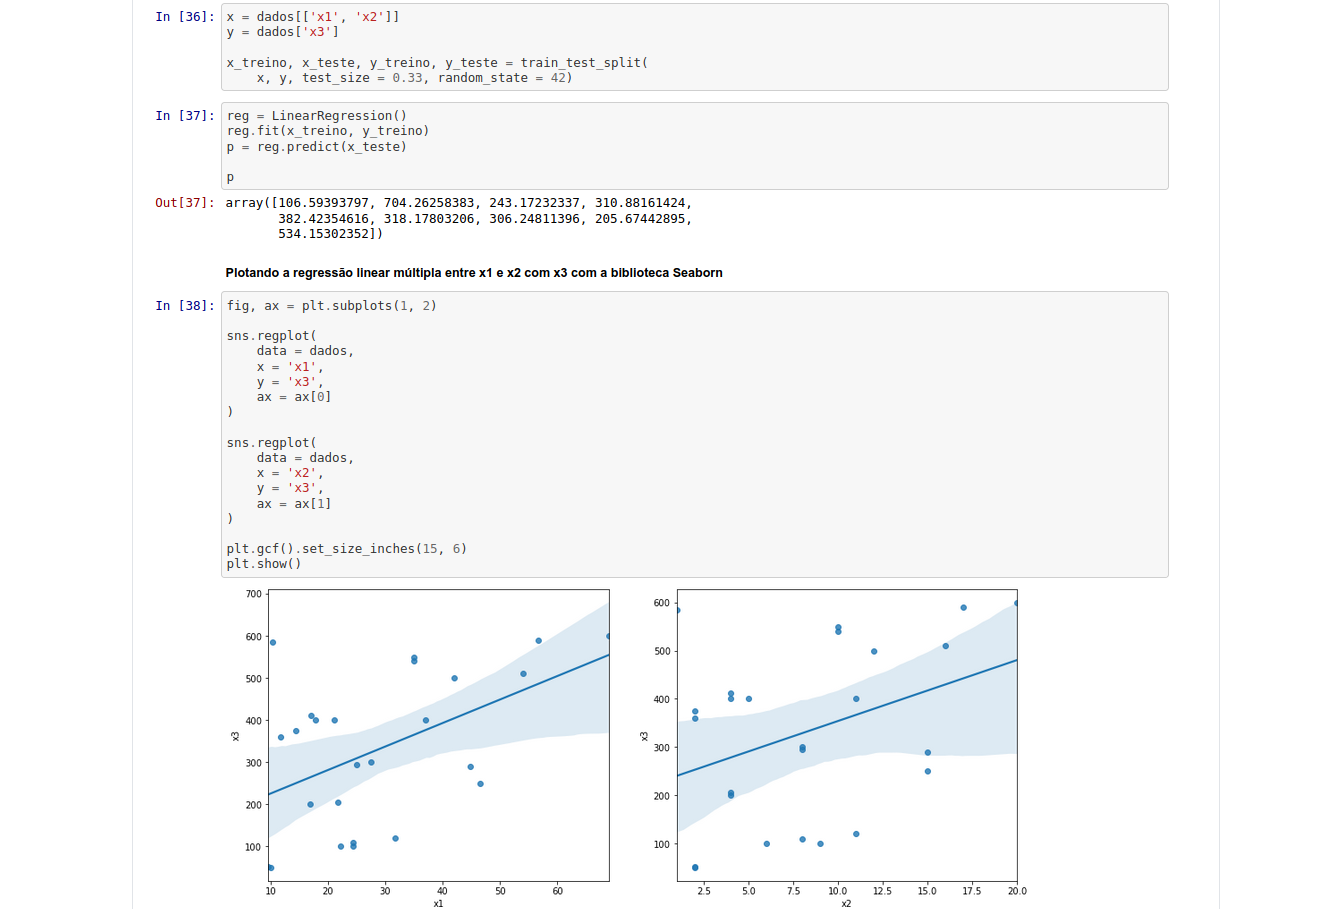 In [36]: x = dados[['x1', 'x2']]
y = dados['x3']
x_treino, x_teste, y_treino, y_teste = train_test_split(
    x, y, test_size = 0.33, random_state = 42)
In [37]: reg = LinearRegression()
reg.fit(x_treino, y_treino)
p = reg.predict(x_teste)
p
Out[37]: array([106.59393797, 704.26258383, 243.17232337, 310.88161424,
       382.42354616, 318.17803206, 306.24811396, 205.67442895,
       534.15302352])
Plotando a regressão linear múltipla entre x1 e x2 com x3 com a biblioteca Seaborn
In [38]: fig, ax = plt.subplots(1, 2)
sns.regplot(
    data = dados,
    x = 'x1',
    y = 'x3',
    ax = ax[0]
)
sns.regplot(
    data = dados,
    x = 'x2',
    y = 'x3',
    ax = ax[1]
)
plt.gcf().set_size_inches(15, 6)
plt.show()
700
600
500
400
300
200
100
x3
10 20 30 40 50 60
x1
600
500
400
300
200
100
x3
2.5 5.0 7.5 10.0 12.5 15.0 17.5 20.0
x2